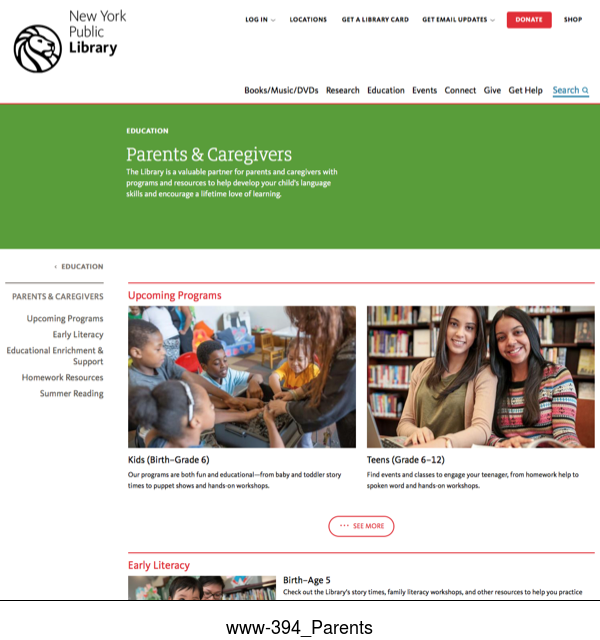 New York
Public
Library
LOG IN
LOCATIONS
GET A LIBRARY CARD
GET EMAIL UPDATES
DONATE
SHOP
Books/Music/DVDs Research Education Events Connect Give Get Help Search
EDUCATION
Parents & Caregivers
The Library is a valuable partner for parents and caregivers with
programs and resources to help develop your child's language
skills and encourage a lifetime love of learning.
‹ EDUCATION
PARENTS & CAREGIVERS
Upcoming Programs
Early Literacy
Educational Enrichment &
Support
Homework Resources
Summer Reading
Upcoming Programs
Kids (Birth–Grade 6)
Our programs are both fun and educational—from baby and toddler story
times to puppet shows and hands-on workshops.
Teens (Grade 6–12)
Find events and classes to engage your teenager, from homework help to
spoken word and hands-on workshops.
··· SEE MORE
Early Literacy
Birth–Age 5
Check out the Library's story times, family literacy workshops, and other resources to help you practice
www-394_Parents